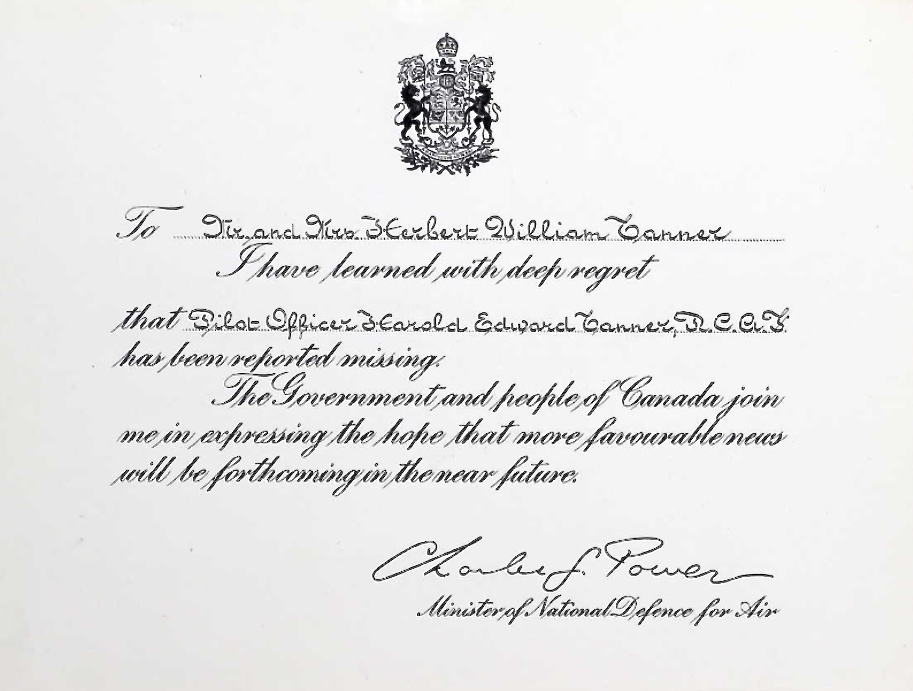 To Mr. and Mrs. Herbert William Tanner
I have learned with deep regret
that Pilot Officer Harold Edward Tanner, R.C.A.F.
has been reported missing.
The Government and people of Canada join
me in expressing the hope that more favourable news
will be forthcoming in the near future.
Charles G. Power
Minister of National Defence for Air